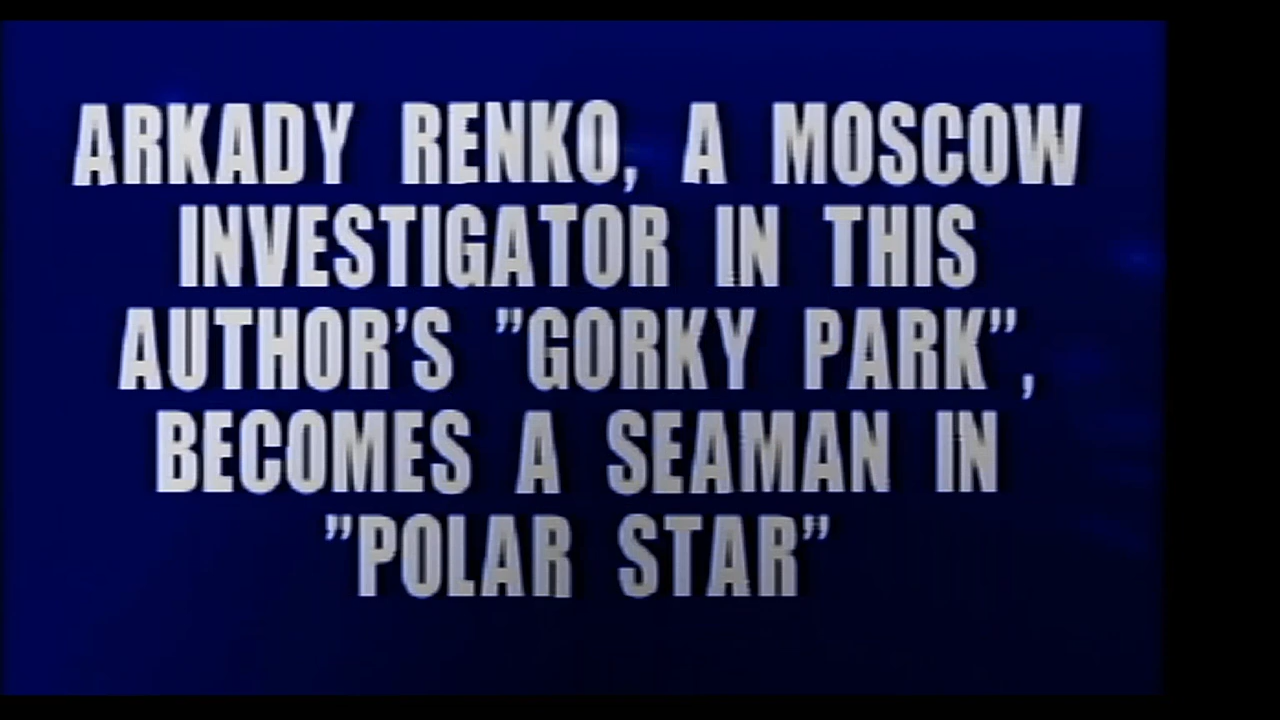 ARKADY RENKO, A MOSCOW
INVESTIGATOR IN THIS
AUTHOR'S "GORKY PARK",
BECOMES A SEAMAN IN
"POLAR STAR"